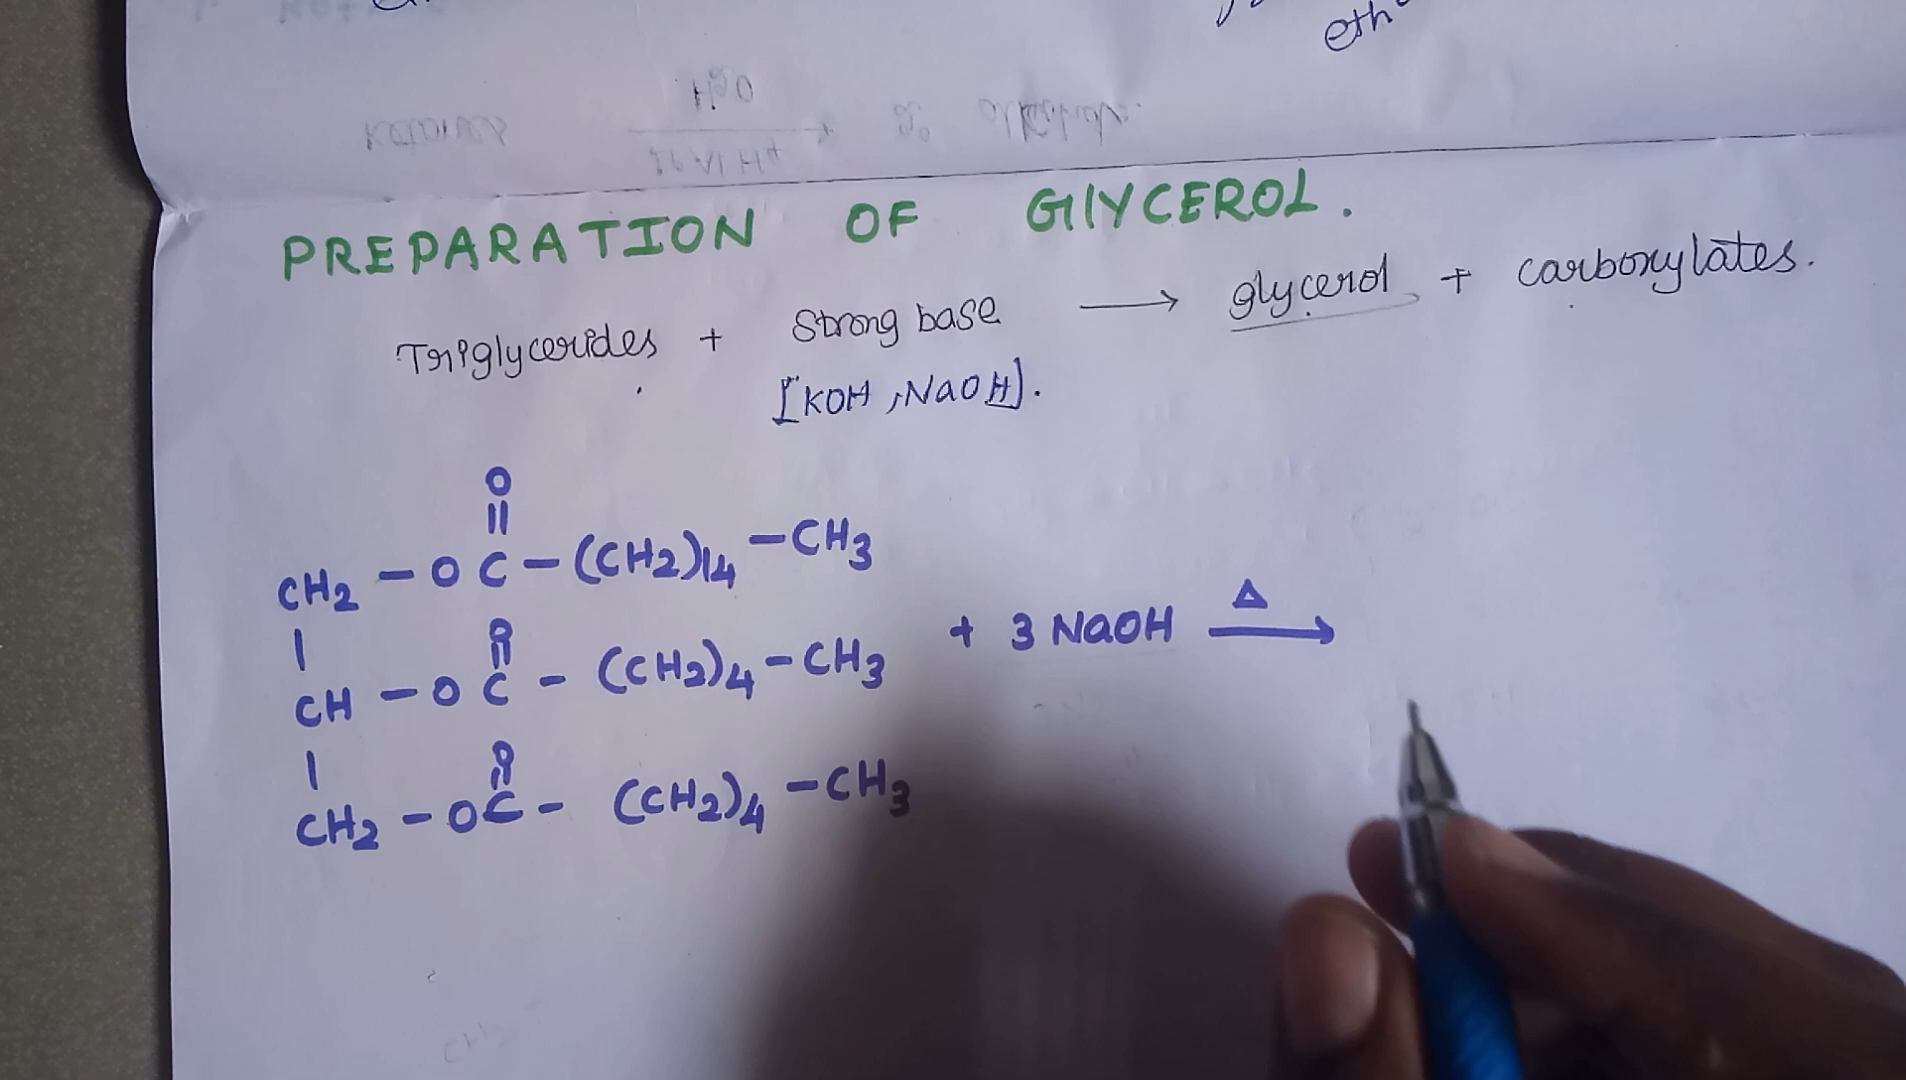 eth
PREPARATION OF GlYCEROL.
Triglycerides + Strong base ⟶ glycerol + carboxylates.
[KOH, NaOH].
O
||
CH2 - O C - (CH2)14 - CH3
|
O
||
CH - O C - (CH2)4 - CH3 + 3 NaOH Δ ⟶
|
O
||
CH2 - O C - (CH2)4 - CH3